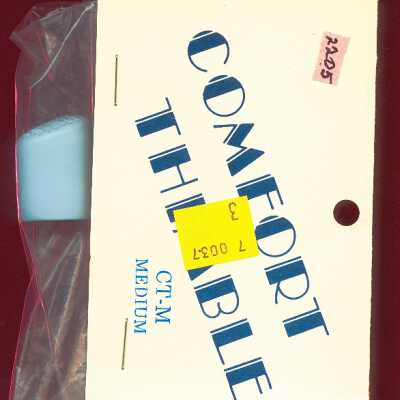 2205
COMFORT
THIMBLE
3
7 0037
CT-M
MEDIUM